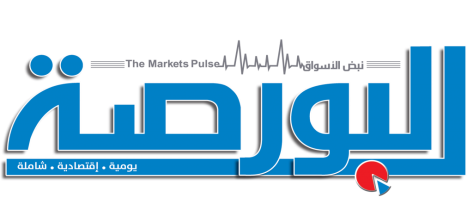 The Markets Pulse نبض الأسواق
البورصة
يومية • إقتصادية • شاملة